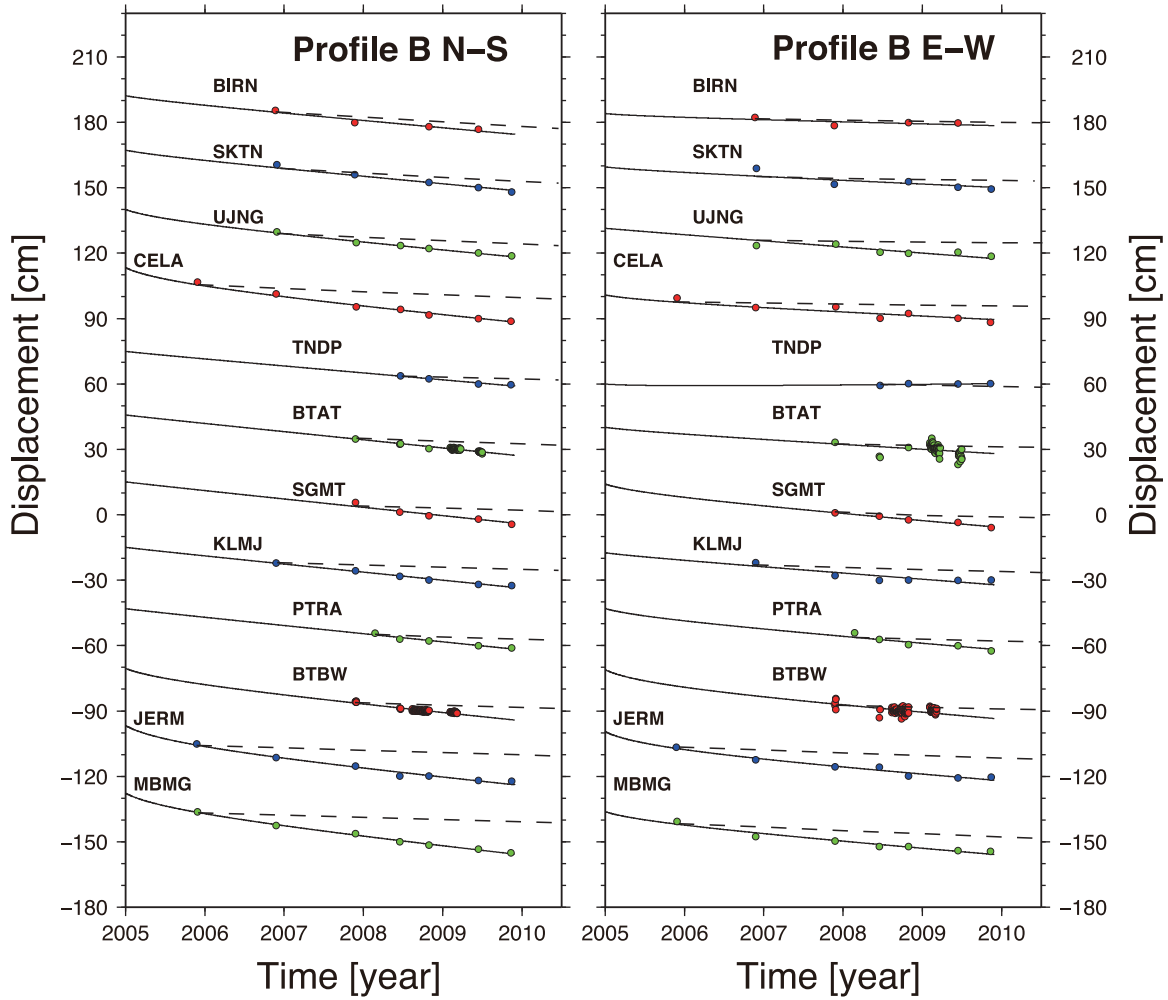 Profile B N–S
Displacement [cm]
210
180
150
120
90
60
30
0
−30
−60
−90
−120
−150
−180
BIRN
SKTN
UJNG
CELA
TNDP
BTAT
SGMT
KLMJ
PTRA
BTBW
JERM
MBMG
2005 2006 2007 2008 2009 2010
Time [year]
Profile B E–W
BIRN
SKTN
UJNG
CELA
TNDP
BTAT
SGMT
KLMJ
PTRA
BTBW
JERM
MBMG
2005 2006 2007 2008 2009 2010
Time [year]
210
180
150
120
90
60
30
0
−30
−60
−90
−120
−150
−180
Displacement [cm]